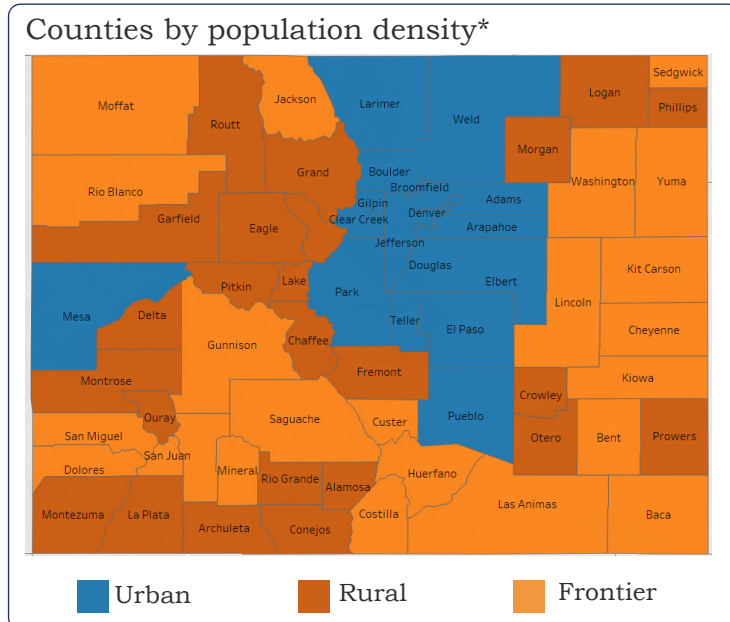 Counties by population density*
Sedgwick
Moffat
Jackson
Larimer
Logan
Phillips
Routt
Weld
Morgan
Grand
Boulder
Washington
Yuma
Rio Blanco
Broomfield
Gilpin
Adams
Garfield
Clear Creek
Denver
Eagle
Arapahoe
Jefferson
Douglas
Kit Carson
Pitkin
Lake
Park
Elbert
Lincoln
Mesa
Delta
Teller
El Paso
Cheyenne
Gunnison
Chaffee
Fremont
Montrose
Kiowa
Crowley
Ouray
Saguache
Custer
Pueblo
San Miguel
Otero
Bent
Prowers
San Juan
Dolores
Mineral
Huerfano
Rio Grande
Alamosa
Las Animas
Montezuma
La Plata
Costilla
Baca
Archuleta
Conejos
Urban
Rural
Frontier